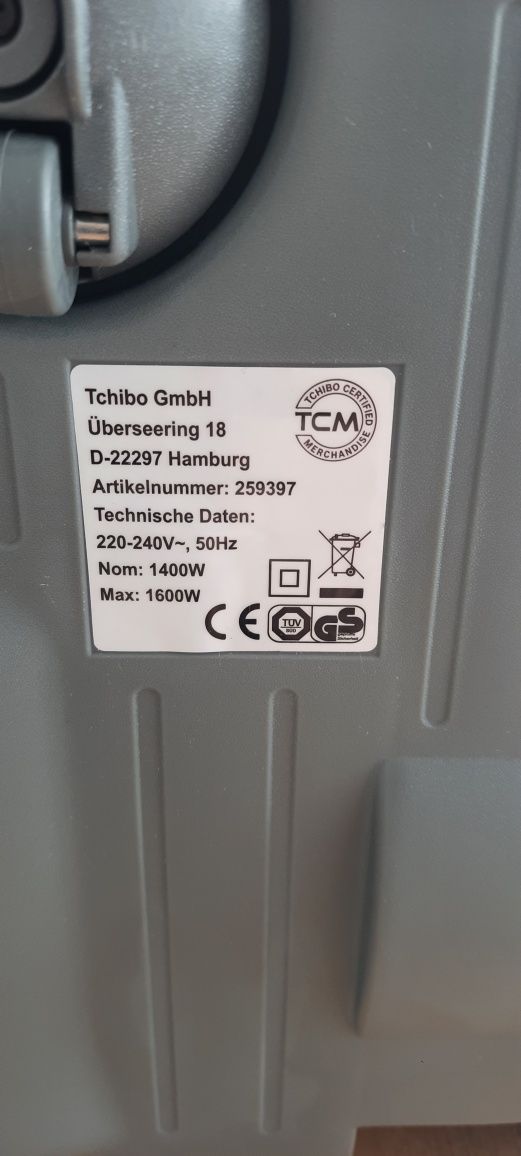 Tchibo GmbH
Überseering 18
D-22297 Hamburg
Artikelnummer: 259397
Technische Daten:
220-240V~, 50Hz
Nom: 1400W
Max: 1600W
TCHIBO CERTIFIED
TCM
MERCHANDISE
CE
TÜV
SÜD
GS